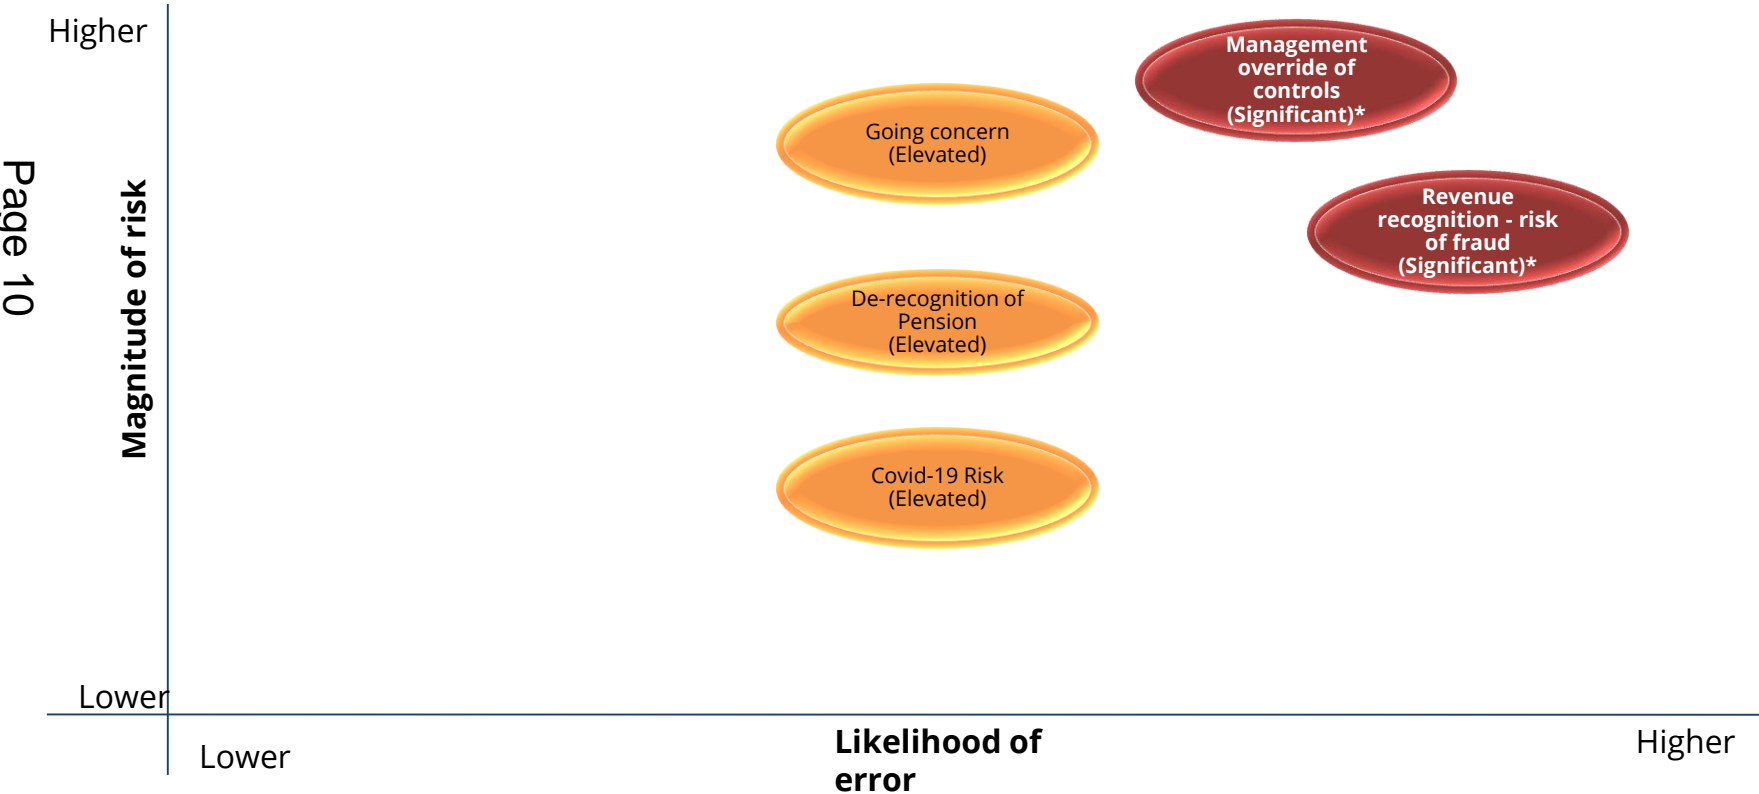 Higher
Management
override of
controls
(Significant)*
Going concern
(Elevated)
Revenue
recognition - risk
of fraud
(Significant)*
Page 10
Magnitude of risk
De-recognition of
Pension
(Elevated)
Covid-19 Risk
(Elevated)
Lower
Lower
Likelihood of
error
Higher